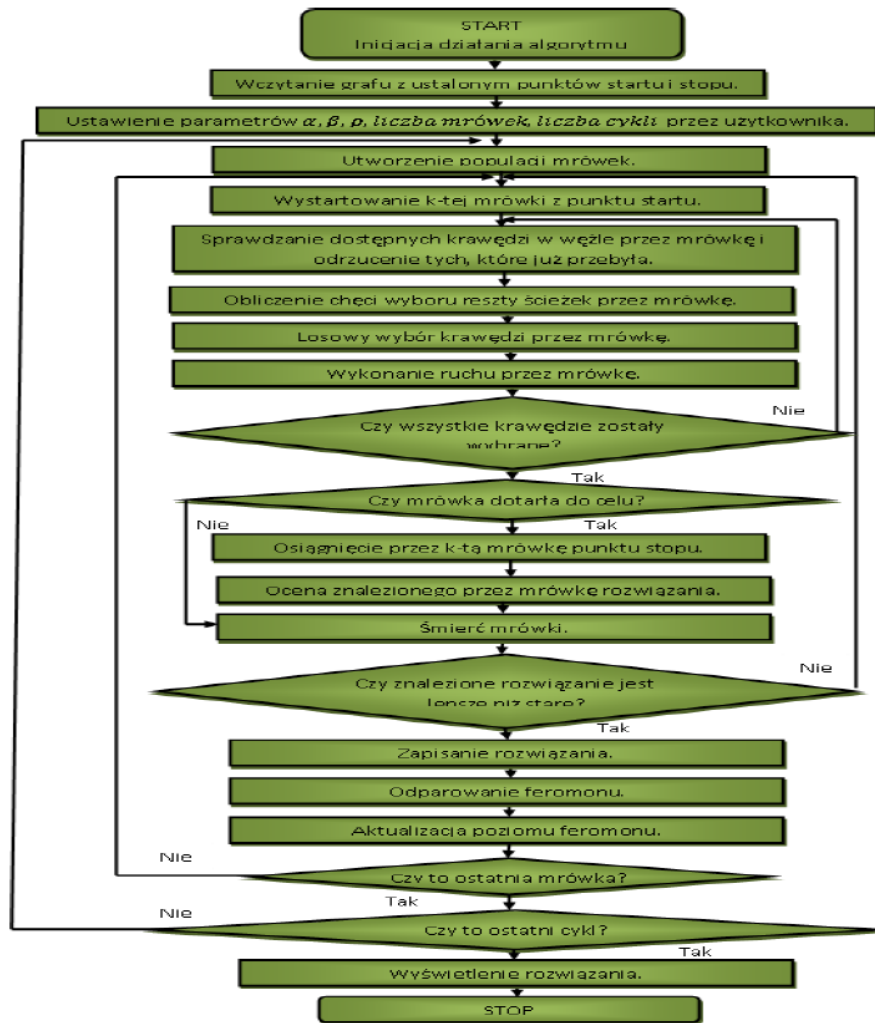 START
Inicjacja działania algorytmu
Wczytanie grafu z ustalonym punktów startu i stopu.
Ustawienie parametrów α, β, ρ, liczba mrówek, liczba cykli przez użytkownika.
Utworzenie populacji mrówek.
Wystartowanie k-tej mrówki z punktu startu.
Sprawdzanie dostępnych krawędzi w węźle przez mrówkę i
odrzucenie tych, które już przebyła.
Obliczenie chęci wyboru reszty ścieżek przez mrówkę.
Losowy wybór krawędzi przez mrówkę.
Wykonanie ruchu przez mrówkę.
Nie
Czy wszystkie krawędzie zostały
wybrane?
Tak
Czy mrówka dotarła do celu?
Nie
Tak
Osiągnięcie przez k-tą mrówkę punktu stopu.
Ocena znalezionego przez mrówkę rozwiązania.
Śmierć mrówki.
Nie
Czy znalezione rozwiązanie jest
lepsze niż stare?
Tak
Zapisanie rozwiązania.
Odparowanie feromonu.
Aktualizacja poziomu feromonu.
Nie
Czy to ostatnia mrówka?
Tak
Nie
Czy to ostatni cykl?
Tak
Wyświetlenie rozwiązania.
STOP